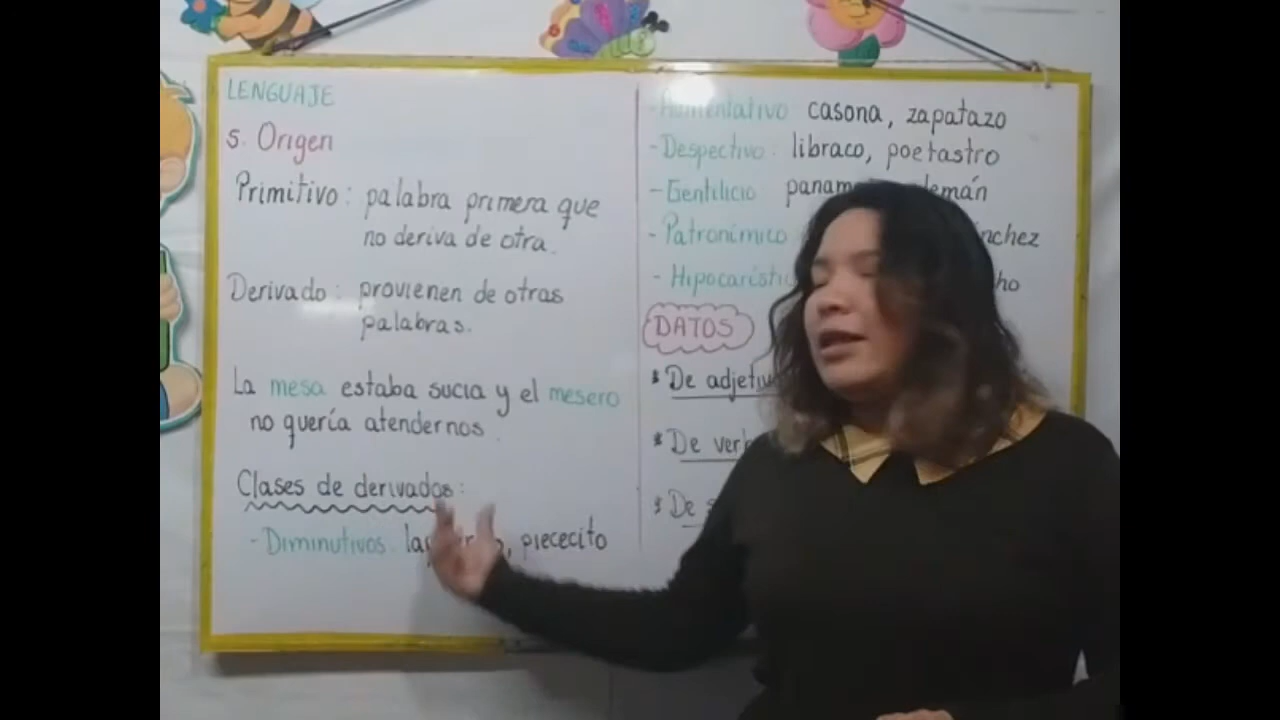 LENGUAJE
s. Origen
Primitivo: palabra primera que
no deriva de otra.
Derivado: provienen de otras
palabras.
La mesa estaba sucia y el mesero
no quería atendernos.
Clases de derivados:
- Diminutivos: piececito
- Aumentativo casona, zapatazo
- Despectivo: libraco, poetastro
- Gentilicio
- Patronímico
- Hipocarístic
DATOS
* De
* De
* De